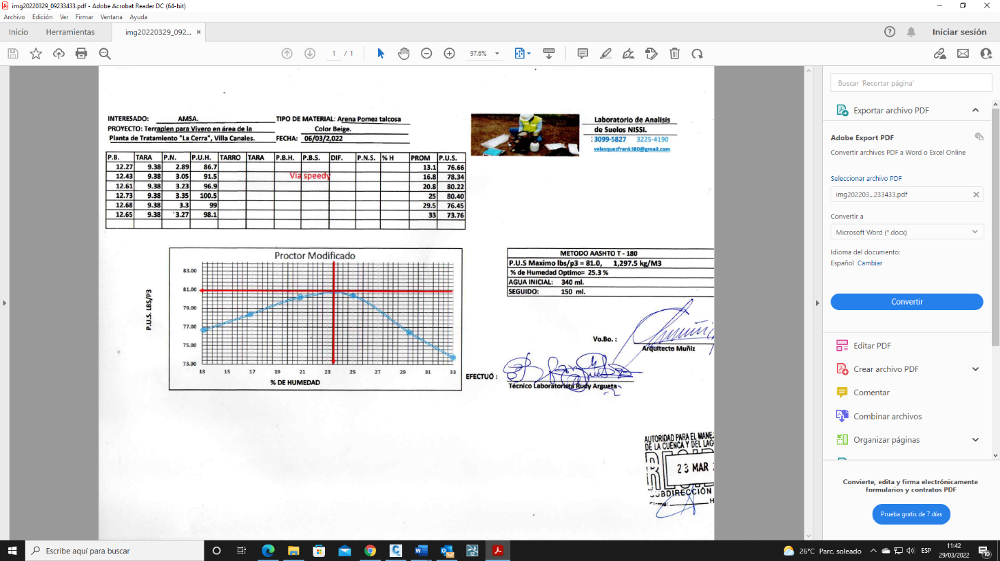 img20220329_09233433.pdf - Adobe Acrobat Reader DC (64-bit)
Archivo Edición Ver Firmar Ventana Ayuda
Inicio Herramientas img20220329_092... × Iniciar sesión
1 / 1 97.6%
INTERESADO: AMSA. TIPO DE MATERIAL: Arena Pomez talcosa
PROYECTO: Terraplen para Vivero en área de la Color Beige.
Planta de Tratamiento "La Cerra", Villa Canales. FECHA: 06/03/2,022
Laboratorio de Analisis
de Suelos NISSI.
3099-5827 3225-4190
velasquezfrank380@gmail.com
P.B. TARA P.N. P.U.H. TARRO TARA P.B.H. P.B.S. DIF. P.N.S. % H PROM P.U.S.
12.27 9.38 2.89 86.7 13.1 76.66
12.43 9.38 3.05 91.5 Via speedy 16.8 78.34
12.61 9.38 3.23 96.9 20.8 80.22
12.73 9.38 3.35 100.5 25 80.40
12.68 9.38 3.3 99 29.5 76.45
12.65 9.38 3.27 98.1 33 73.76
Proctor Modificado
P.U.S. LBS/P3
83.00
81.00
79.00
77.00
75.00
73.00
13 15 17 19 21 23 25 27 29 31 33
% DE HUMEDAD
METODO AASHTO T - 180
P.U.S Maximo lbs/p3 = 81.0, 1,297.5 kg/M3
% de Humedad Optimo= 25.3 %
AGUA INICIAL: 340 ml.
SEGUIDO: 150 ml.
Vo.Bo. :
Arquitecto Muñiz
EFECTUÓ :
Técnico Laboratorista Rudy Argueta
AUTORIDAD PARA EL MANE
DE LA CUENCA Y DEL LAG
23 MAR
SUBDIRECCIÓN
Buscar 'Recortar página'
Exportar archivo PDF
Adobe Export PDF
Convertir archivos PDF a Word o Excel Online
Seleccionar archivo PDF
img202203...233433.pdf
Convertir a
Microsoft Word (*.docx)
Idioma del documento:
Español Cambiar
Convertir
Editar PDF
Crear archivo PDF
Comentar
Combinar archivos
Organizar páginas
Convierte, edita y firma electrónicamente
formularios y contratos PDF
Prueba gratis de 7 días
Escribe aquí para buscar
26°C Parc. soleado ESP 11:42
29/03/2022
10